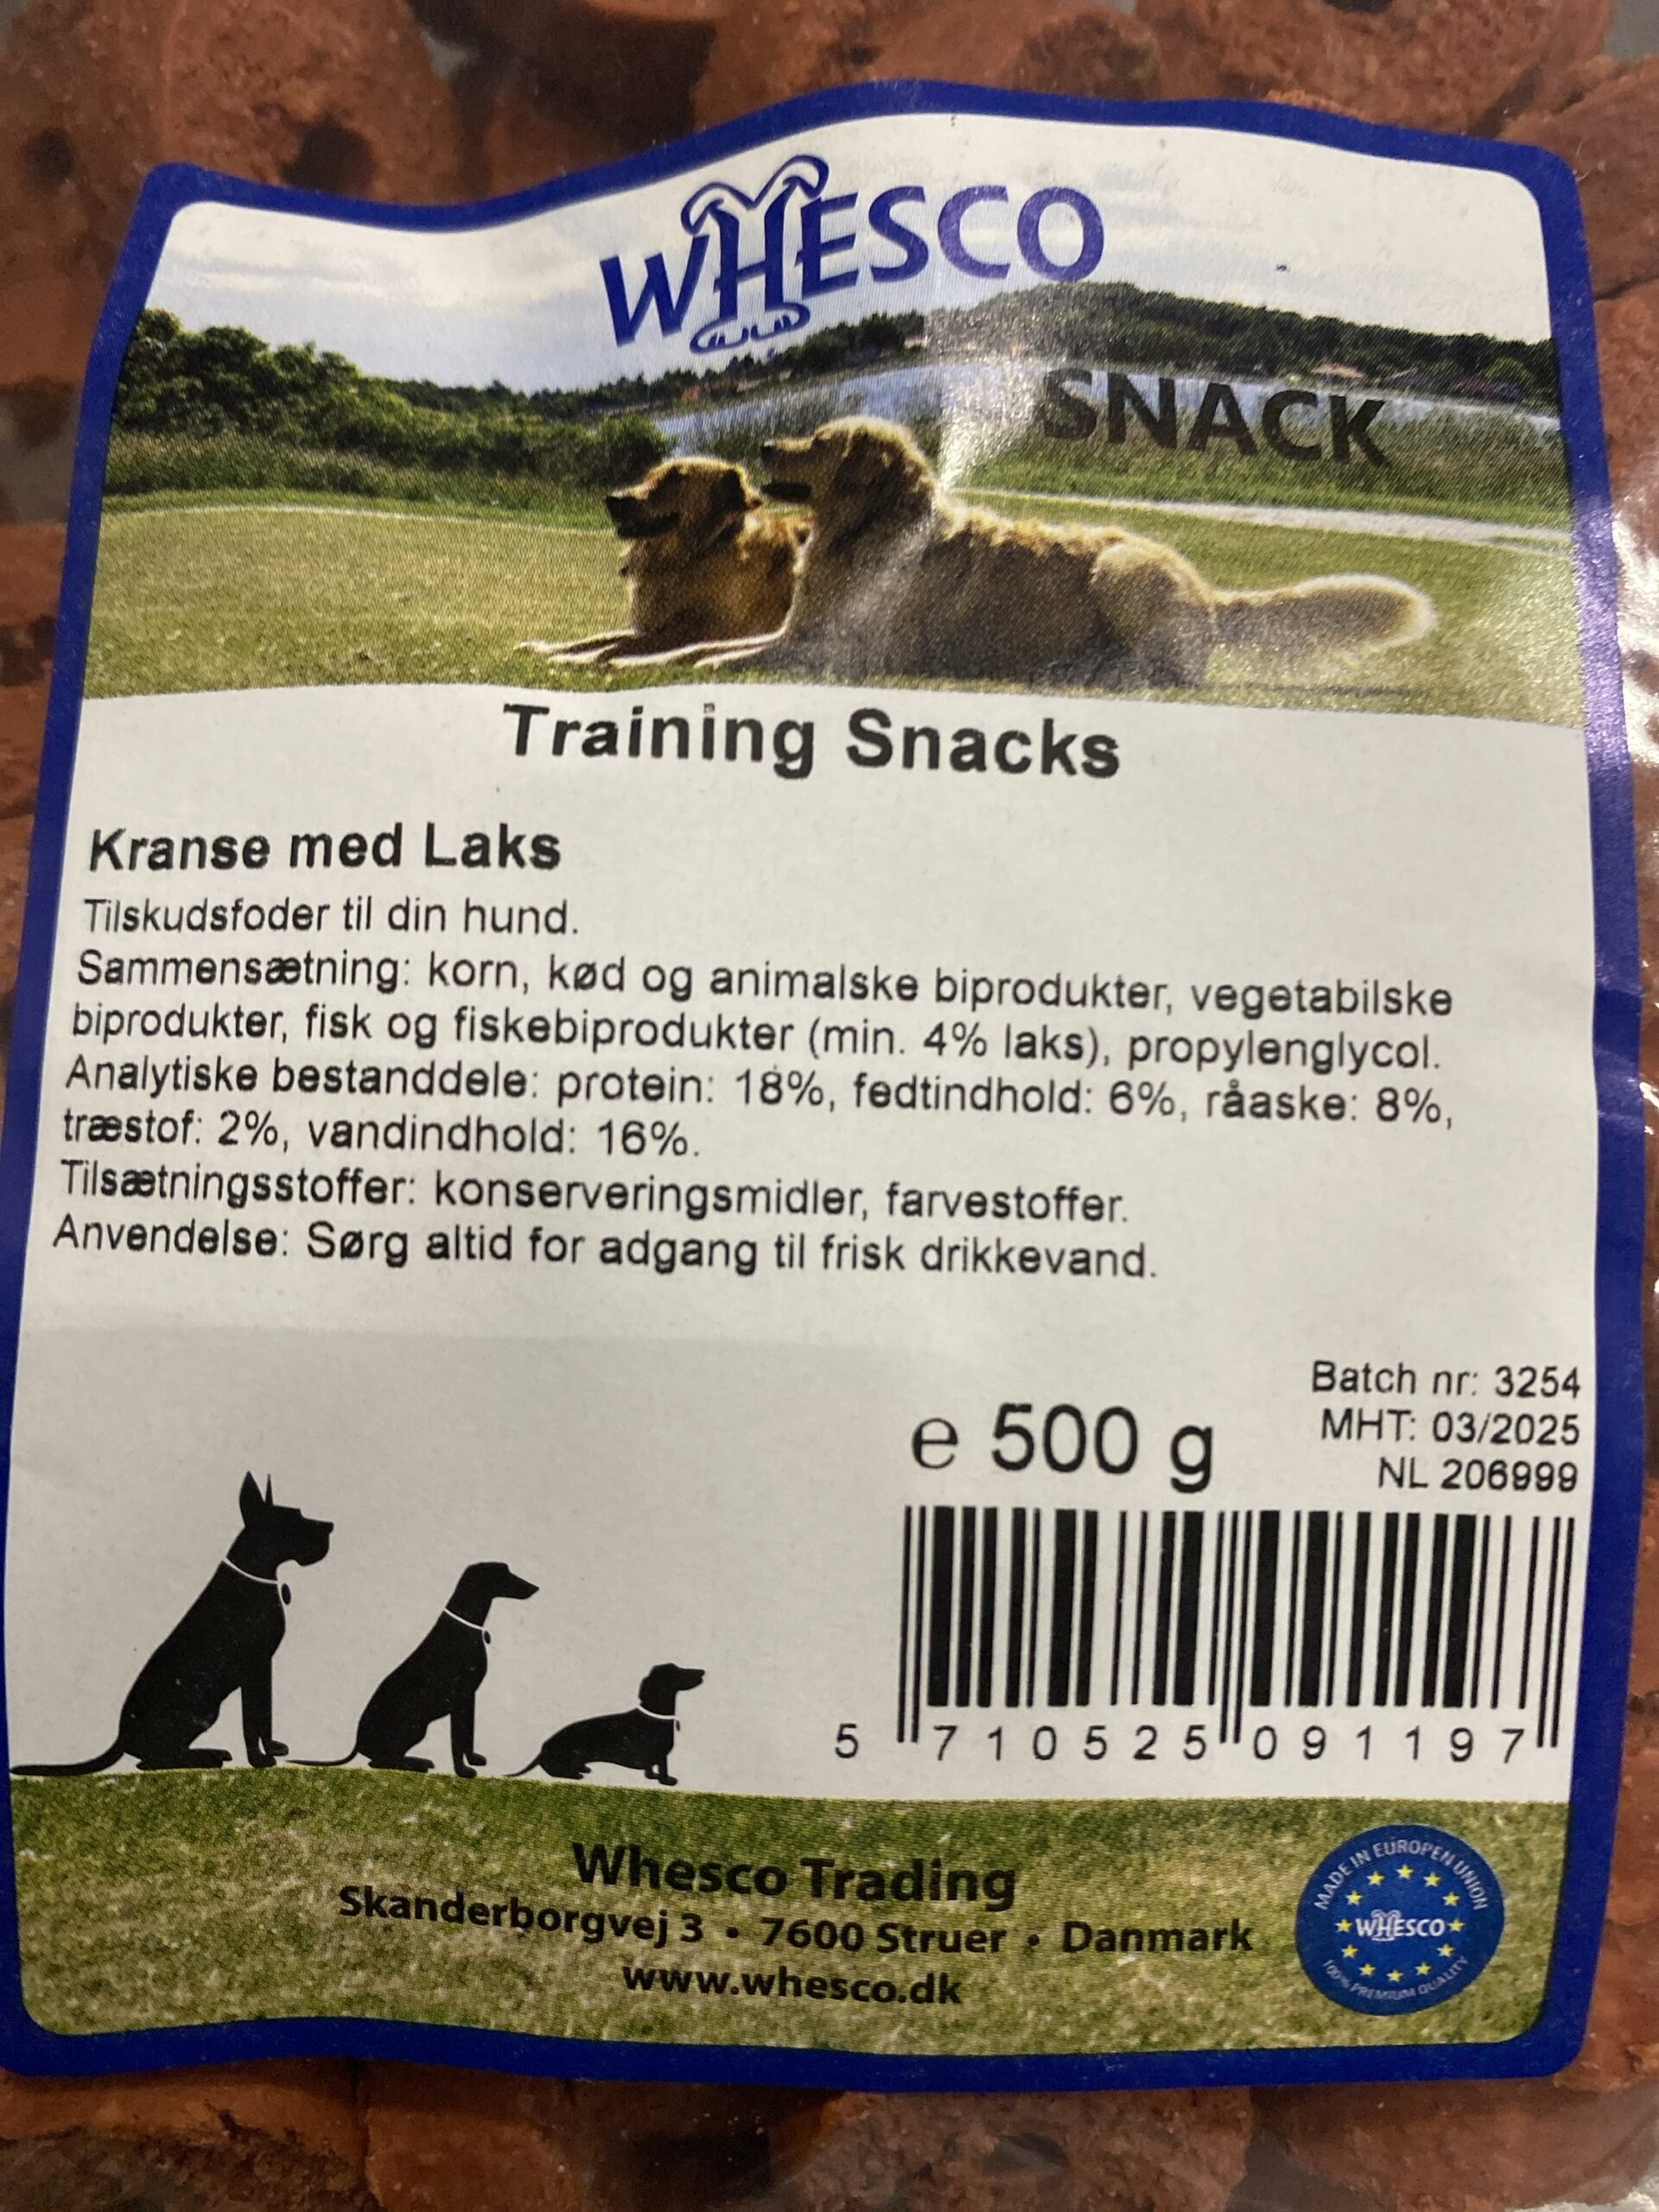 WHESCO
SNACK
Training Snacks
Kranse med Laks
Tilskudsfoder til din hund.
Sammensætning: korn, kød og animalske biprodukter, vegetabilske
biprodukter, fisk og fiskebiprodukter (min. 4% laks), propylenglycol.
Analytiske bestanddele: protein: 18%, fedtindhold: 6%, råaske: 8%,
træstof: 2%, vandindhold: 16%.
Tilsætningsstoffer: konserveringsmidler, farvestoffer.
Anvendelse: Sørg altid for adgang til frisk drikkevand.
Batch nr: 3254
e 500 g
MHT: 03/2025
NL 206999
5 710525 091197
Whesco Trading
Skanderborgvej 3 • 7600 Struer • Danmark
www.whesco.dk
MADE IN EUROPEN UNION
WHESCO
100% PREMIUM QUALITY